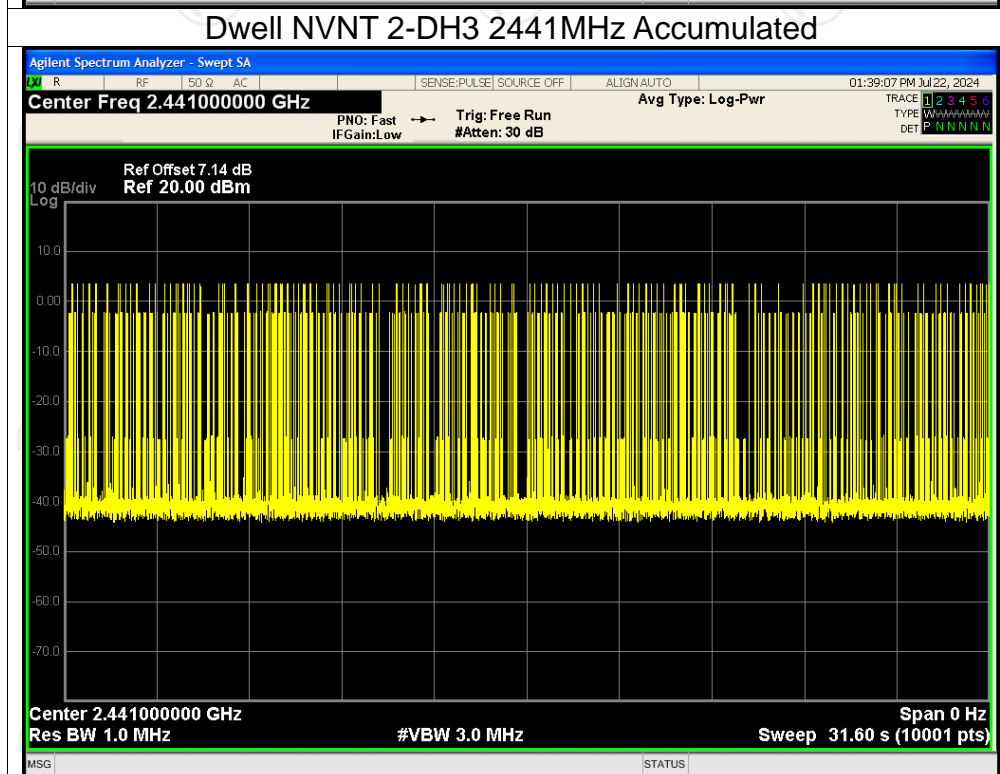 Dwell NVNT 2-DH3 2441MHz Accumulated
Agilent Spectrum Analyzer - Swept SA
LXI R RF 50 Ω AC SENSE:PULSE SOURCE OFF ALIGN AUTO 01:39:07 PM Jul 22, 2024
Center Freq 2.441000000 GHz Avg Type: Log-Pwr TRACE 1 2 3 4 5 6
PNO: Fast Trig: Free Run TYPE WWWWWW
IFGain:Low #Atten: 30 dB DET P N N N N N
Ref Offset 7.14 dB
10 dB/div Ref 20.00 dBm
Log
10.0
0.00
-10.0
-20.0
-30.0
-40.0
-50.0
-60.0
-70.0
Center 2.441000000 GHz Span 0 Hz
Res BW 1.0 MHz #VBW 3.0 MHz Sweep 31.60 s (10001 pts)
MSG STATUS